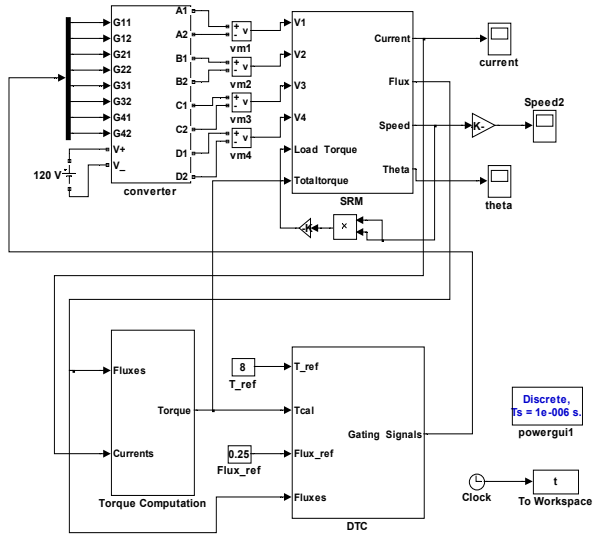 G11
G12
G21
G22
G31
G32
G41
G42
V+
V_
A1
A2
B1
B2
C1
C2
D1
D2
converter
120 V
+
-
v
vm1
+
-
v
vm2
+
-
v
vm3
+
-
v
vm4
V1
V2
V3
V4
Load Torque
Totaltorque
Current
Flux
Speed
Theta
SRM
current
K-
Speed2
theta
-K
×
Fluxes
Currents
Torque
Torque Computation
8
T_ref
0.25
Flux_ref
T_ref
Tcal
Flux_ref
Fluxes
Gating Signals
DTC
Discrete,
Ts = 1e-006 s.
powergui1
Clock
t
To Workspace